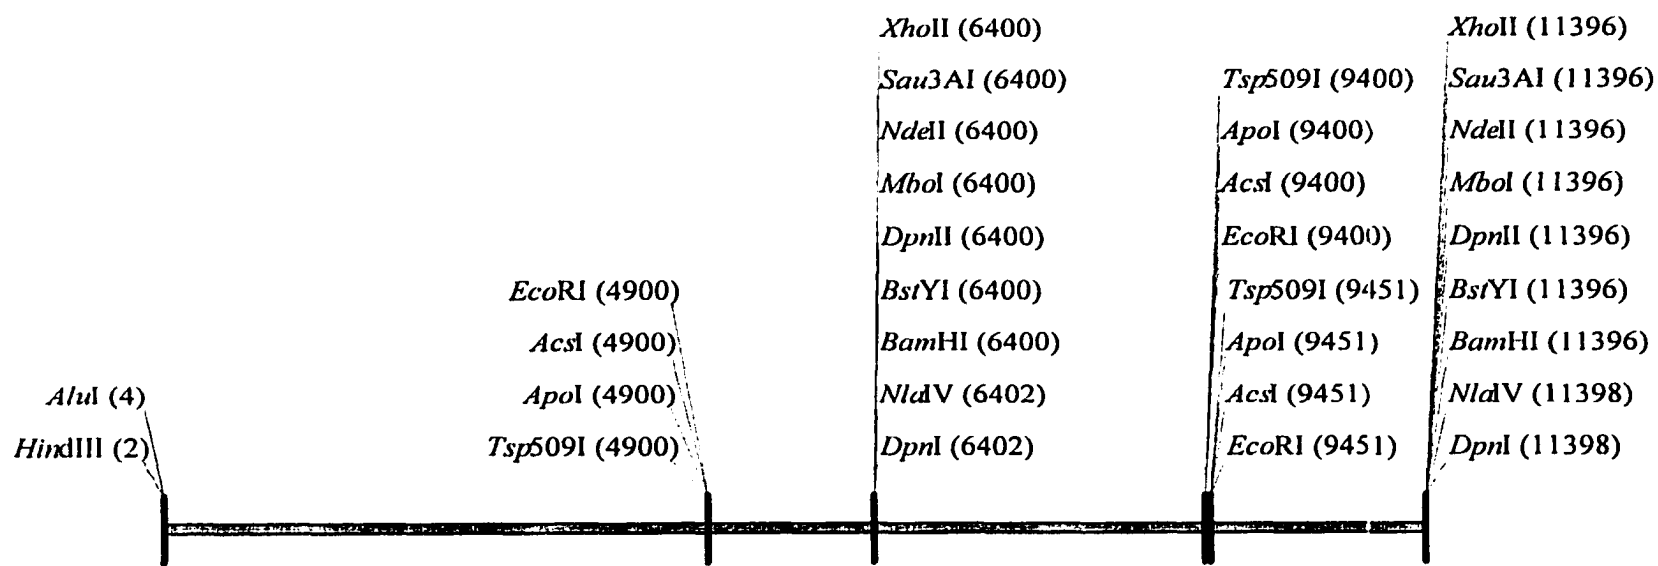 XhoII (6400)
Sau3AI (6400)
NdeII (6400)
MboI (6400)
DpnII (6400)
BstYI (6400)
BamHI (6400)
NlaIV (6402)
DpnI (6402)
XhoII (11396)
Sau3AI (11396)
NdeII (11396)
MboI (11396)
DpnII (11396)
BstYI (11396)
BamHI (11396)
NlaIV (11398)
DpnI (11398)
Tsp509I (9400)
ApoI (9400)
AcsI (9400)
EcoRI (9400)
Tsp509I (9451)
ApoI (9451)
AcsI (9451)
EcoRI (9451)
EcoRI (4900)
AcsI (4900)
ApoI (4900)
Tsp509I (4900)
AluI (4)
HindIII (2)